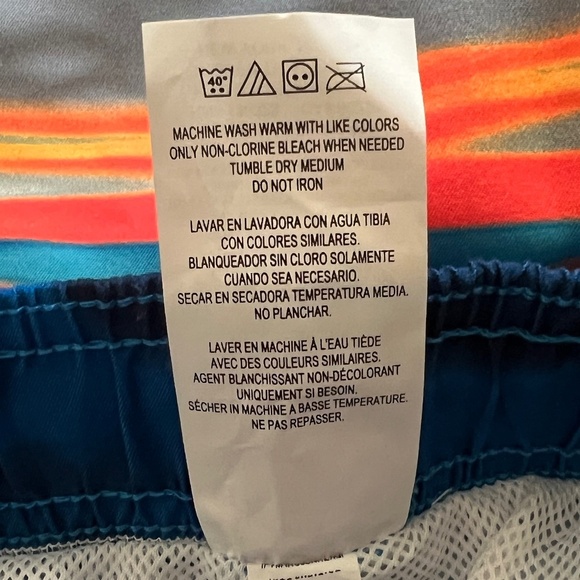 40°
MACHINE WASH WARM WITH LIKE COLORS
ONLY NON-CLORINE BLEACH WHEN NEEDED
TUMBLE DRY MEDIUM
DO NOT IRON
LAVAR EN LAVADORA CON AGUA TIBIA
CON COLORES SIMILARES.
BLANQUEADOR SIN CLORO SOLAMENTE
CUANDO SEA NECESARIO.
SECAR EN SECADORA TEMPERATURA MEDIA.
NO PLANCHAR.
LAVER EN MACHINE À L'EAU TIÈDE
AVEC DES COULEURS SIMILAIRES.
AGENT BLANCHISSANT NON-DÉCOLORANT
UNIQUEMENT SI BESOIN.
SÉCHER IN MACHINE A BASSE TEMPERATURE.
NE PAS REPASSER.